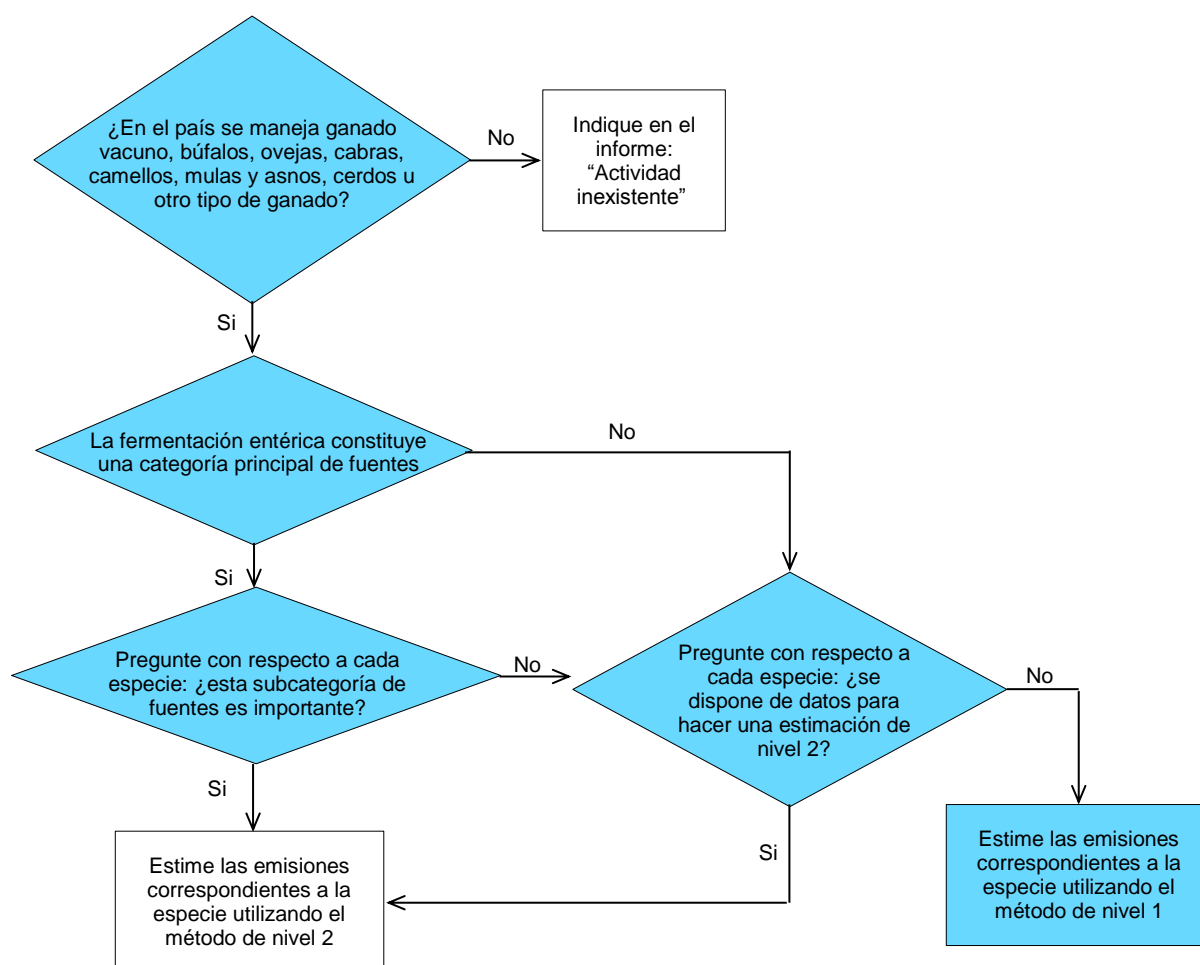 ¿En el país se maneja ganado
vacuno, búfalos, ovejas, cabras,
camellos, mulas y asnos, cerdos u
otro tipo de ganado?
No
Indique en el
informe:
“Actividad
inexistente”
Si
La fermentación entérica constituye
una categoría principal de fuentes
No
Si
Pregunte con respecto a cada
especie: ¿esta subcategoría de
fuentes es importante?
No
Pregunte con respecto a
cada especie: ¿se
dispone de datos para
hacer una estimación de
nivel 2?
No
Si
Si
Estime las emisiones
correspondientes a la
especie utilizando el
método de nivel 2
Estime las emisiones
correspondientes a la
especie utilizando el
método de nivel 1